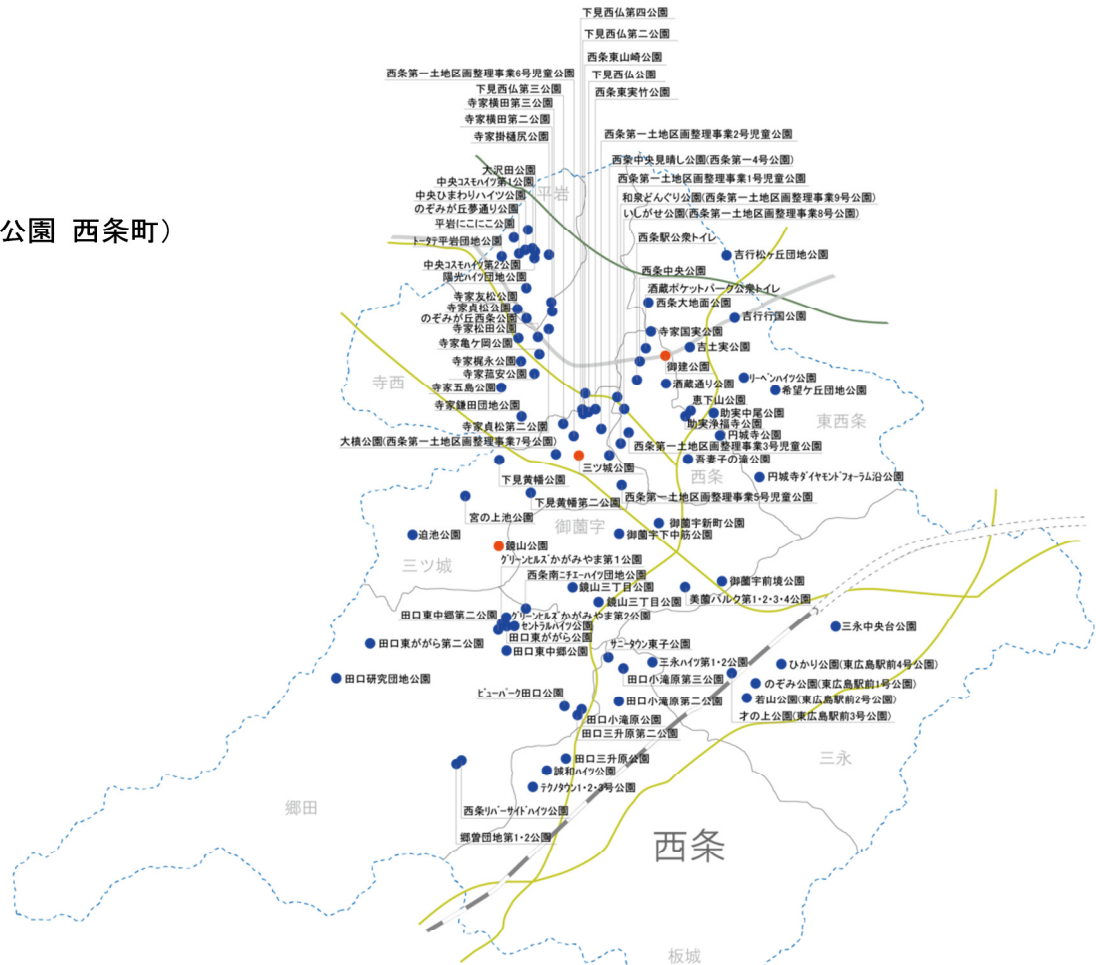 下見西仏第四公園
下見西仏第二公園
西条東山崎公園
西条第一土地区画整理事業6号児童公園
下見西仏公園
下見西仏第三公園
西条東実竹公園
寺家横田第三公園
寺家横田第二公園
寺家掛樋尻公園
西条第一土地区画整理事業2号児童公園
西条中央見晴し公園(西条第一4号公園)
大沢田公園
中央コスモハイツ第1公園
西条第一土地区画整理事業1号児童公園
平岩
中央ひまわりハイツ公園
和泉どんぐり公園(西条第一土地区画整理事業9号公園)
のぞみが丘夢通り公園
いしがせ公園(西条第一土地区画整理事業8号公園)
公園 西条町)
平岩にこにこ公園
トータテ平岩団地公園
西条駅公衆トイレ
吉行松ヶ丘団地公園
中央コスモハイツ第2公園
西条中央公園
陽光ハイツ団地公園
酒蔵ポケットパーク公衆トイレ
寺家友松公園
西条大地面公園
寺家貞松公園
のぞみが丘西条公園
吉行行国公園
寺家松田公園
寺家国実公園
寺家亀ケ岡公園
吉土実公園
寺家梶永公園
御建公園
寺家菰安公園
リーベンハイツ公園
寺西
寺家五島公園
酒蔵通り公園
希望ケ丘団地公園
寺家鎌田団地公園
恵下山公園
助実中尾公園
東西条
寺家貞松第二公園
助実浄福寺公園
円城寺公園
大槙公園(西条第一土地区画整理事業7号公園)
西条第一土地区画整理事業3号児童公園
吾妻子の滝公園
三ツ城公園
西条
円城寺ダイヤモンドフォーラム沿公園
下見黄幡公園
下見黄幡第二公園
西条第一土地区画整理事業5号児童公園
宮の上池公園
御薗宇新町公園
御薗字
追池公園
御薗宇下中筋公園
鏡山公園
グリーンヒルズかがみやま第1公園
三ツ城
西条南ニチエーハイツ団地公園
御薗宇前境公園
鏡山三丁目公園
鏡山三丁目公園
美薗バルク第1・2・3・4公園
田口東中郷第二公園
グリーンヒルズかがみやま第2公園
セントラルハイツ公園
三永中央台公園
田口東ががら公園
田口東ががら第二公園
サニータウン東子公園
田口東中郷公園
三永ハイツ第1・2公園
ひかり公園(東広島駅前4号公園)
田口研究団地公園
田口小滝原第三公園
のぞみ公園(東広島駅前1号公園)
ビューパーク田口公園
田口小滝原第二公園
若山公園(東広島駅前2号公園)
才の上公園(東広島駅前3号公園)
田口小滝原公園
田口三升原第二公園
田口三升原公園
三永
誠和ハイツ公園
テクノタウン1・2・3号公園
郷田
西条リバーサイドハイツ公園
郷曽団地第1・2公園
西条
板城